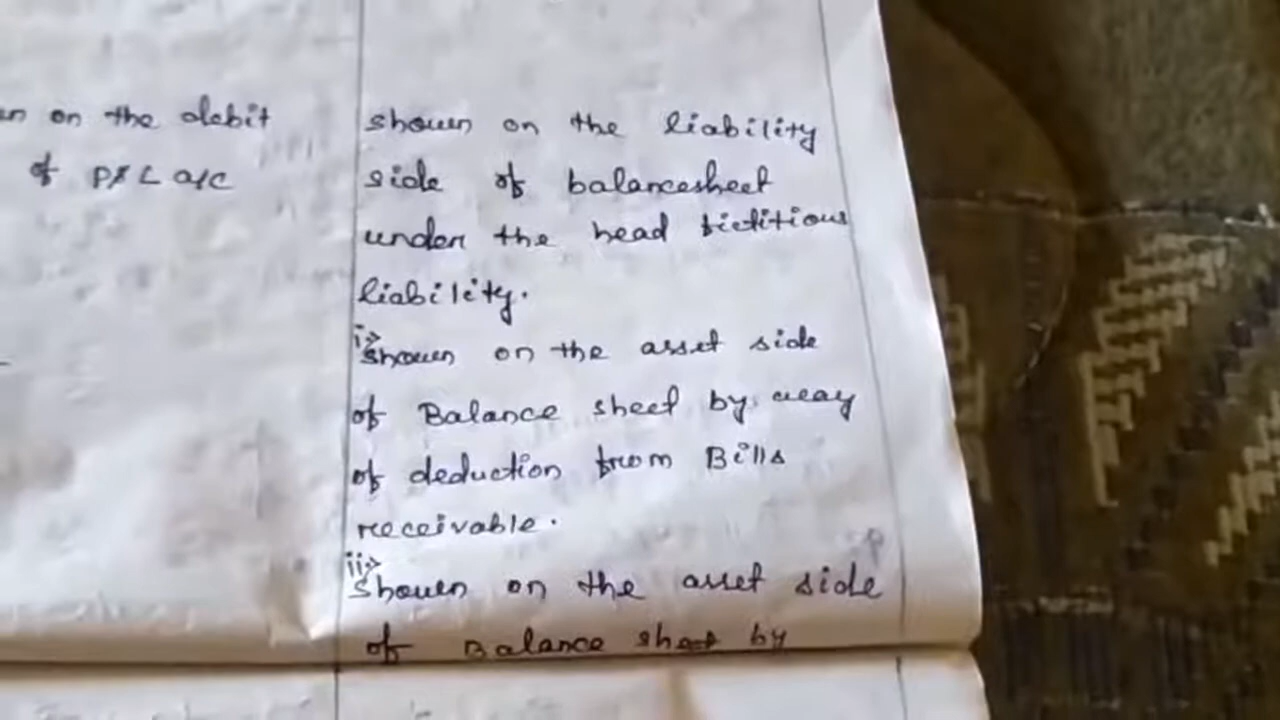 on the debit
of P&L a/c
shown on the liability
side of balancesheet
under the head fictitious
liability.
i>
shown on the asset side
of Balance sheet by way
of deduction from Bills
receivable.
ii>
shown on the asset side
of Balance sheet by